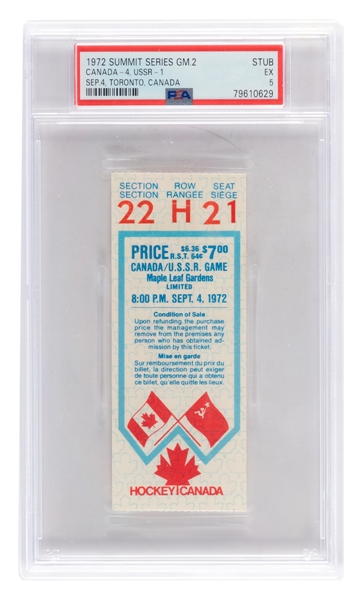 1972 SUMMIT SERIES GM.2 STUB
CANADA - 4, USSR - 1 EX
SEP.4, TORONTO, CANADA 5
PSA 79610629
SECTION ROW SEAT
SECTION RANGEE SIÈGE
22 H 21
PRICE $6.36 R.S.T. 64¢ $7.00
CANADA/U.S.S.R. GAME
Maple Leaf Gardens
LIMITED
8:00 P.M. SEPT. 4, 1972
Condition of Sale
Upon refunding the purchase
price the management may
remove from the premises any
person who has obtained ad-
mission by this ticket.
Mise en garde
Sur remboursement du prix du
billet, la direction peut exiger
de toute personne qui a obtenu
ce billet, qu'elle quitte les lieux.
HOCKEY CANADA